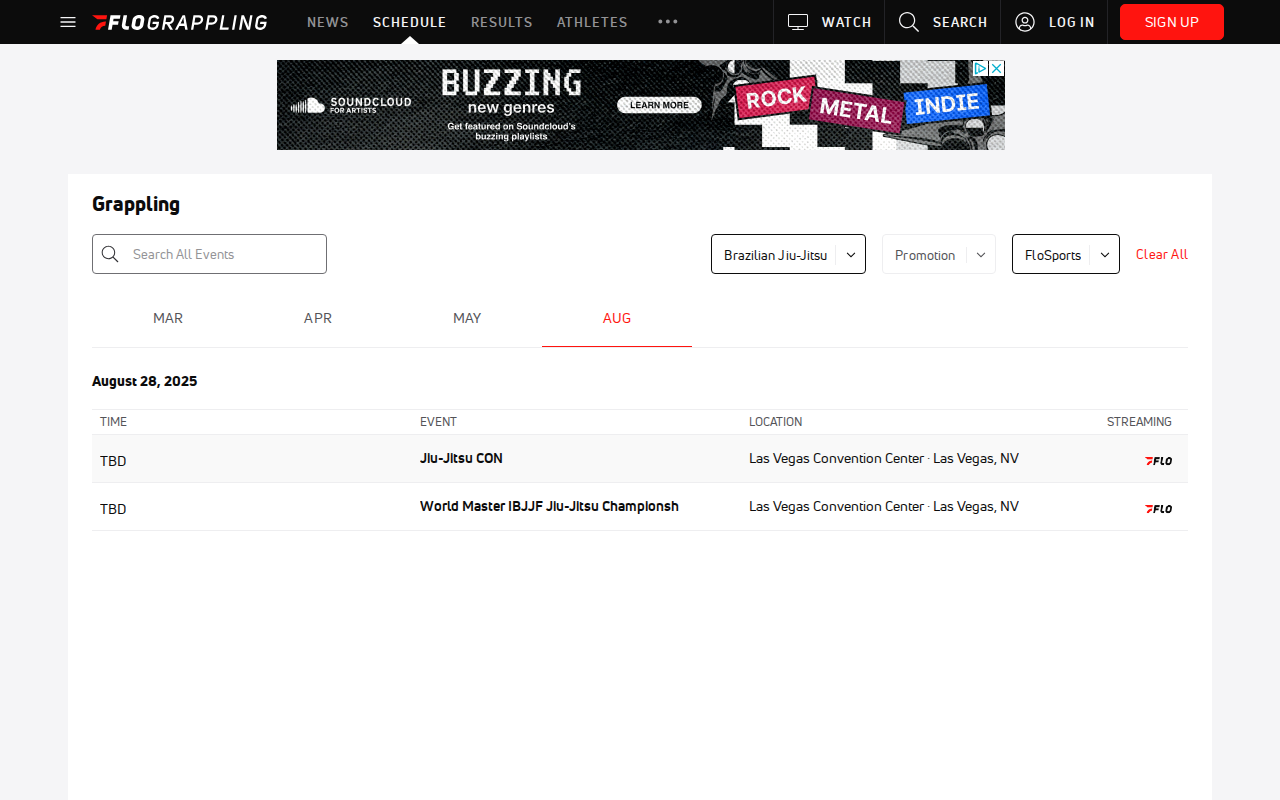 FLOGRAPPLING NEWS SCHEDULE RESULTS ATHLETES WATCH SEARCH LOG IN SIGN UP
SOUNDCLOUD
FOR ARTISTS
BUZZING
new genres
Get featured on Soundcloud's
buzzing playlists
LEARN MORE
ROCK METAL INDIE
Grappling
Search All Events Brazilian Jiu-Jitsu Promotion FloSports Clear All
MAR APR MAY AUG
August 28, 2025
TIME EVENT LOCATION STREAMING
TBD Jiu-Jitsu CON Las Vegas Convention Center · Las Vegas, NV FLO
TBD World Master IBJJF Jiu-Jitsu Championsh Las Vegas Convention Center · Las Vegas, NV FLO